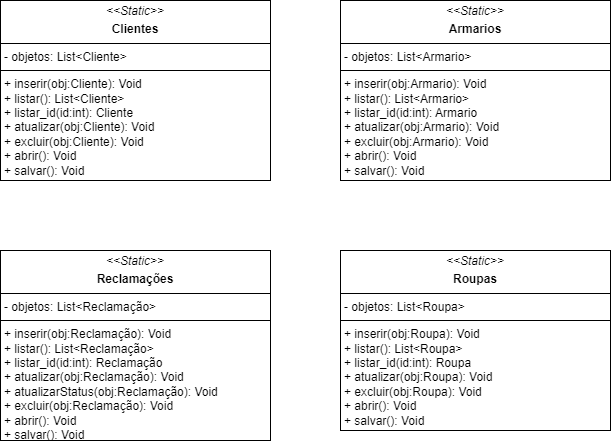 <<Static>>
Clientes
- objetos: List<Cliente>
+ inserir(obj:Cliente): Void
+ listar(): List<Cliente>
+ listar_id(id:int): Cliente
+ atualizar(obj:Cliente): Void
+ excluir(obj:Cliente): Void
+ abrir(): Void
+ salvar(): Void
<<Static>>
Armarios
- objetos: List<Armario>
+ inserir(obj:Armario): Void
+ listar(): List<Armario>
+ listar_id(id:int): Armario
+ atualizar(obj:Armario): Void
+ excluir(obj:Armario): Void
+ abrir(): Void
+ salvar(): Void
<<Static>>
Reclamações
- objetos: List<Reclamação>
+ inserir(obj:Reclamação): Void
+ listar(): List<Reclamação>
+ listar_id(id:int): Reclamação
+ atualizar(obj:Reclamação): Void
+ atualizarStatus(obj:Reclamação): Void
+ excluir(obj:Reclamação): Void
+ abrir(): Void
+ salvar(): Void
<<Static>>
Roupas
- objetos: List<Roupa>
+ inserir(obj:Roupa): Void
+ listar(): List<Roupa>
+ listar_id(id:int): Roupa
+ atualizar(obj:Roupa): Void
+ excluir(obj:Roupa): Void
+ abrir(): Void
+ salvar(): Void